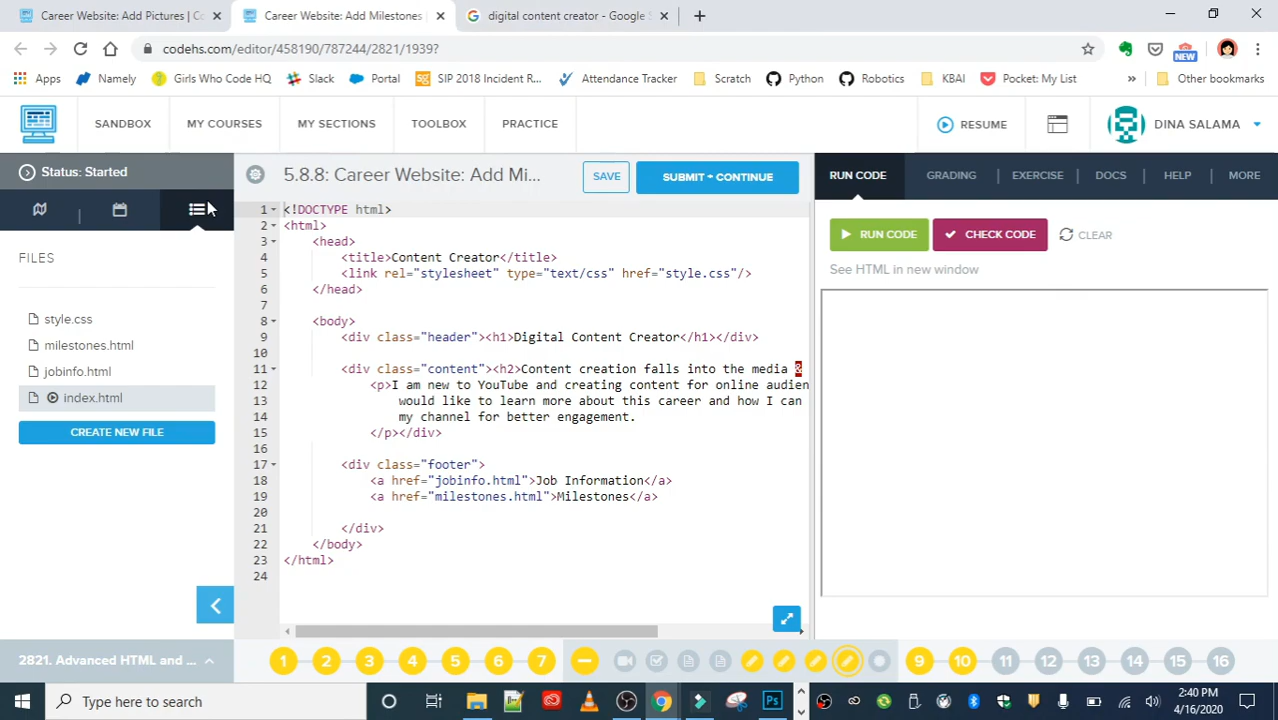 Career Website: Add Pictures | C
Career Website: Add Milestones
digital content creator - Google S
codehs.com/editor/458190/787244/2821/1939?
NEW
Apps
Namely
Girls Who Code HQ
Slack
Portal
SIP 2018 Incident R...
Attendance Tracker
Scratch
Python
Robotics
KBAI
Pocket: My List
»
Other bookmarks
SANDBOX
MY COURSES
MY SECTIONS
TOOLBOX
PRACTICE
RESUME
DINA SALAMA
Status: Started
5.8.8: Career Website: Add Mi...
SAVE
SUBMIT + CONTINUE
RUN CODE
GRADING
EXERCISE
DOCS
HELP
MORE
FILES
style.css
milestones.html
jobinfo.html
index.html
CREATE NEW FILE
1 <!DOCTYPE html>
2 <html>
3 <head>
4 <title>Content Creator</title>
5 <link rel="stylesheet" type="text/css" href="style.css"/>
6 </head>
7
8 <body>
9 <div class="header"><h1>Digital Content Creator</h1></div>
10
11 <div class="content"><h2>Content creation falls into the media &
12 <p>I am new to YouTube and creating content for online audien
13 would like to learn more about this career and how I can
14 my channel for better engagement.
15 </p></div>
16
17 <div class="footer">
18 <a href="jobinfo.html">Job Information</a>
19 <a href="milestones.html">Milestones</a>
20
21 </div>
22 </body>
23 </html>
24
RUN CODE
CHECK CODE
CLEAR
See HTML in new window
2821. Advanced HTML and ...
1 2 3 4 5 6 7 9 10 11 12 13 14 15 16
Type here to search
Ps
2:40 PM
4/16/2020